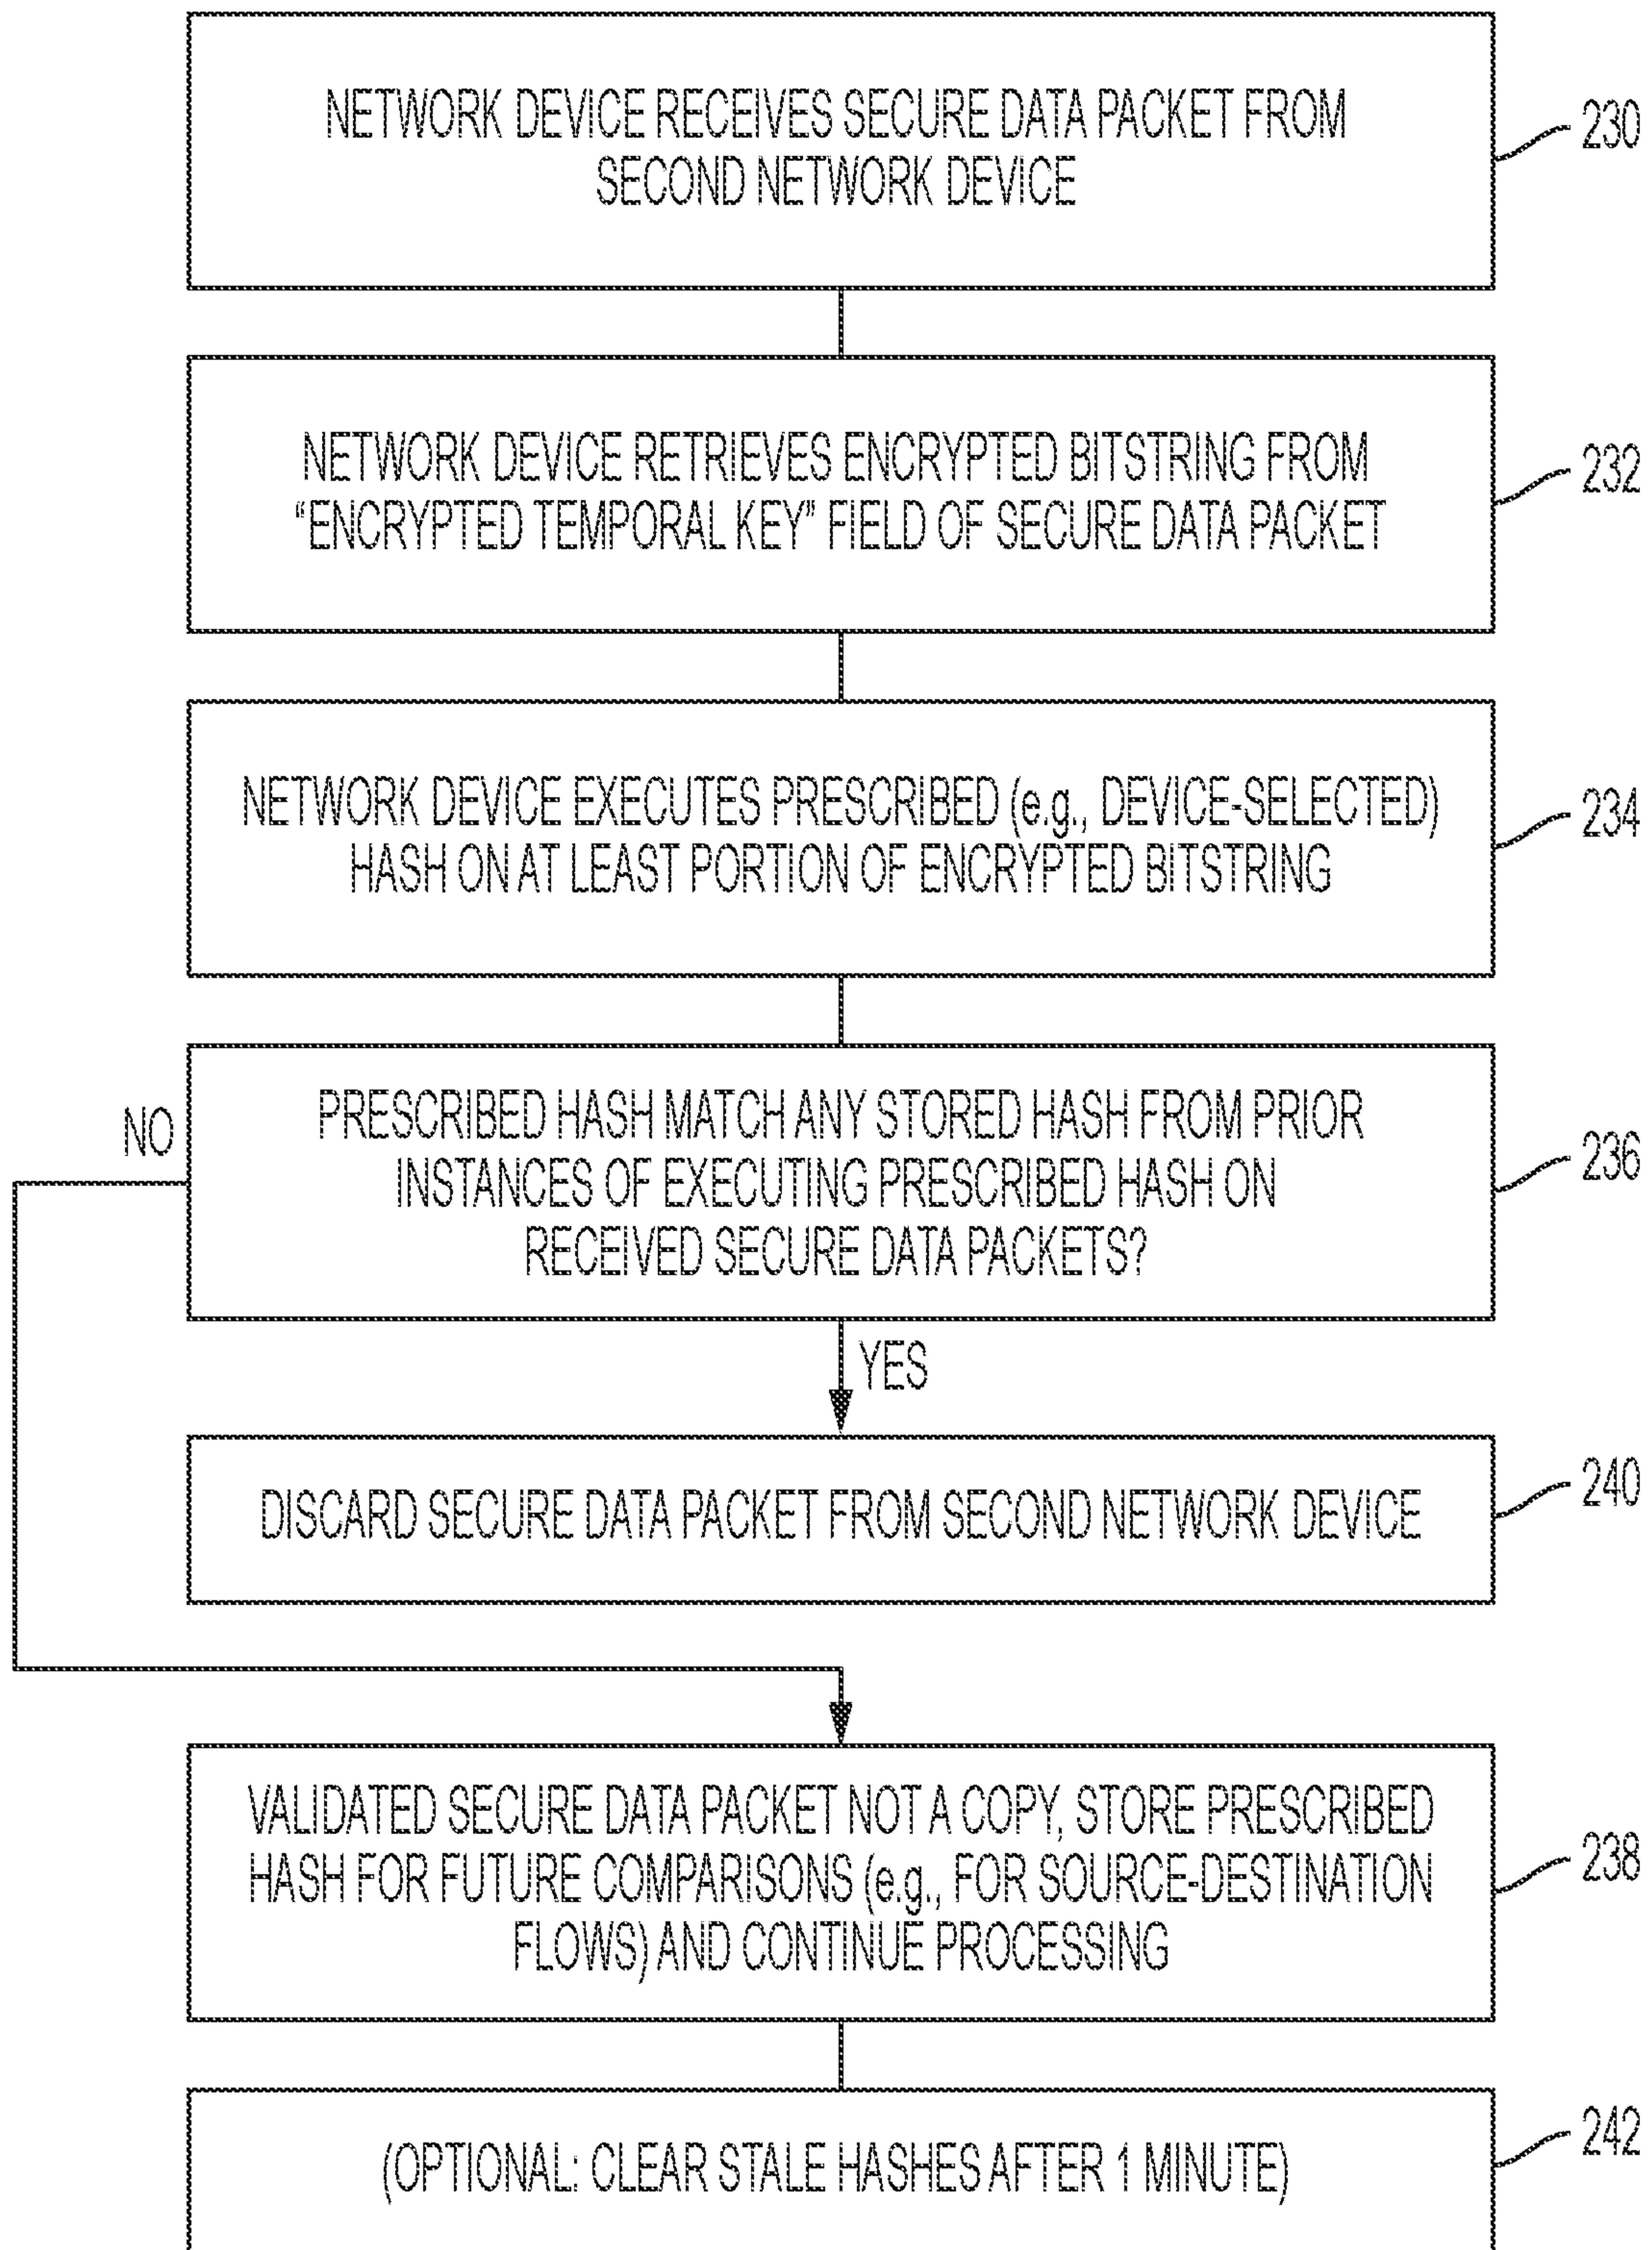 NETWORK DEVICE RECEIVES SECURE DATA PACKET FROM
SECOND NETWORK DEVICE
230
NETWORK DEVICE RETRIEVES ENCRYPTED BITSTRING FROM
“ENCRYPTED TEMPORAL KEY” FIELD OF SECURE DATA PACKET
232
NETWORK DEVICE EXECUTES PRESCRIBED (e.g., DEVICE-SELECTED)
HASH ON AT LEAST PORTION OF ENCRYPTED BITSTRING
234
NO
PRESCRIBED HASH MATCH ANY STORED HASH FROM PRIOR
INSTANCES OF EXECUTING PRESCRIBED HASH ON
RECEIVED SECURE DATA PACKETS?
236
YES
DISCARD SECURE DATA PACKET FROM SECOND NETWORK DEVICE
240
VALIDATED SECURE DATA PACKET NOT A COPY, STORE PRESCRIBED
HASH FOR FUTURE COMPARISONS (e.g., FOR SOURCE-DESTINATION
FLOWS) AND CONTINUE PROCESSING
238
(OPTIONAL: CLEAR STALE HASHES AFTER 1 MINUTE)
242